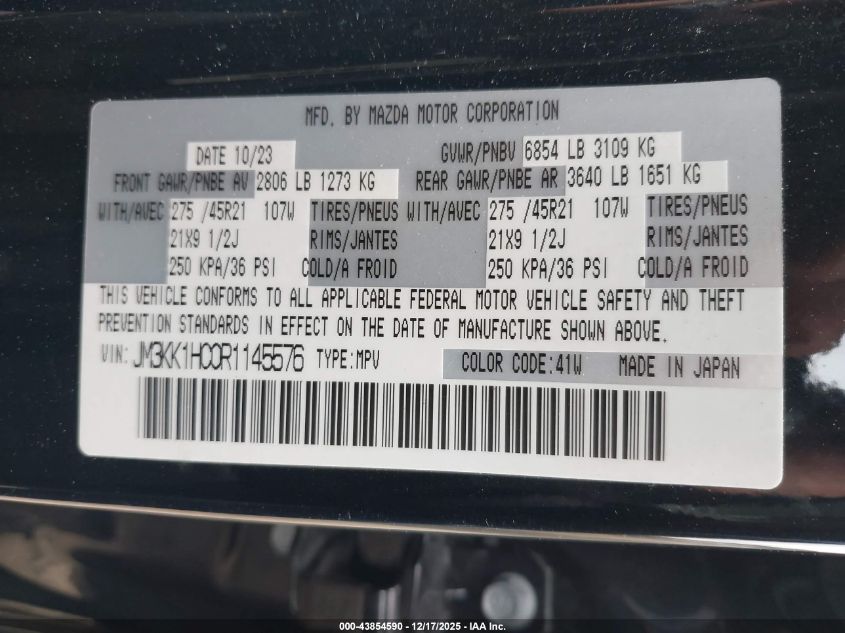 MFD. BY MAZDA MOTOR CORPORATION
DATE 10/23 GVWR/PNBV 6854 LB 3109 KG
FRONT GAWR/PNBE AV 2806 LB 1273 KG REAR GAWR/PNBE AR 3640 LB 1651 KG
WITH/AVEC 275 /45R21 107W TIRES/PNEUS WITH/AVEC 275 /45R21 107W TIRES/PNEUS
21X9 1/2J RIMS/JANTES 21X9 1/2J RIMS/JANTES
250 KPA/36 PSI COLD/A FROID 250 KPA/36 PSI COLD/A FROID
THIS VEHICLE CONFORMS TO ALL APPLICABLE FEDERAL MOTOR VEHICLE SAFETY AND THEFT
PREVENTION STANDARDS IN EFFECT ON THE DATE OF MANUFACTURE SHOWN ABOVE.
VIN: JM3KK1HC0R1145576 TYPE:MPV COLOR CODE:41W MADE IN JAPAN
000-43854590 - 12/17/2025 - IAA Inc.